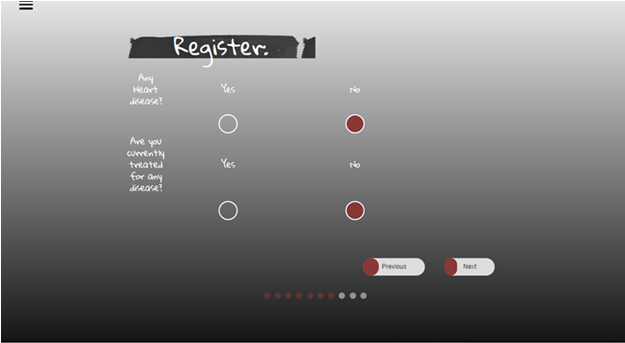 Register:
Any
Heart
disease?
Yes
No
Are you
currently
treated
for any
disease?
Yes
No
Previous
Next